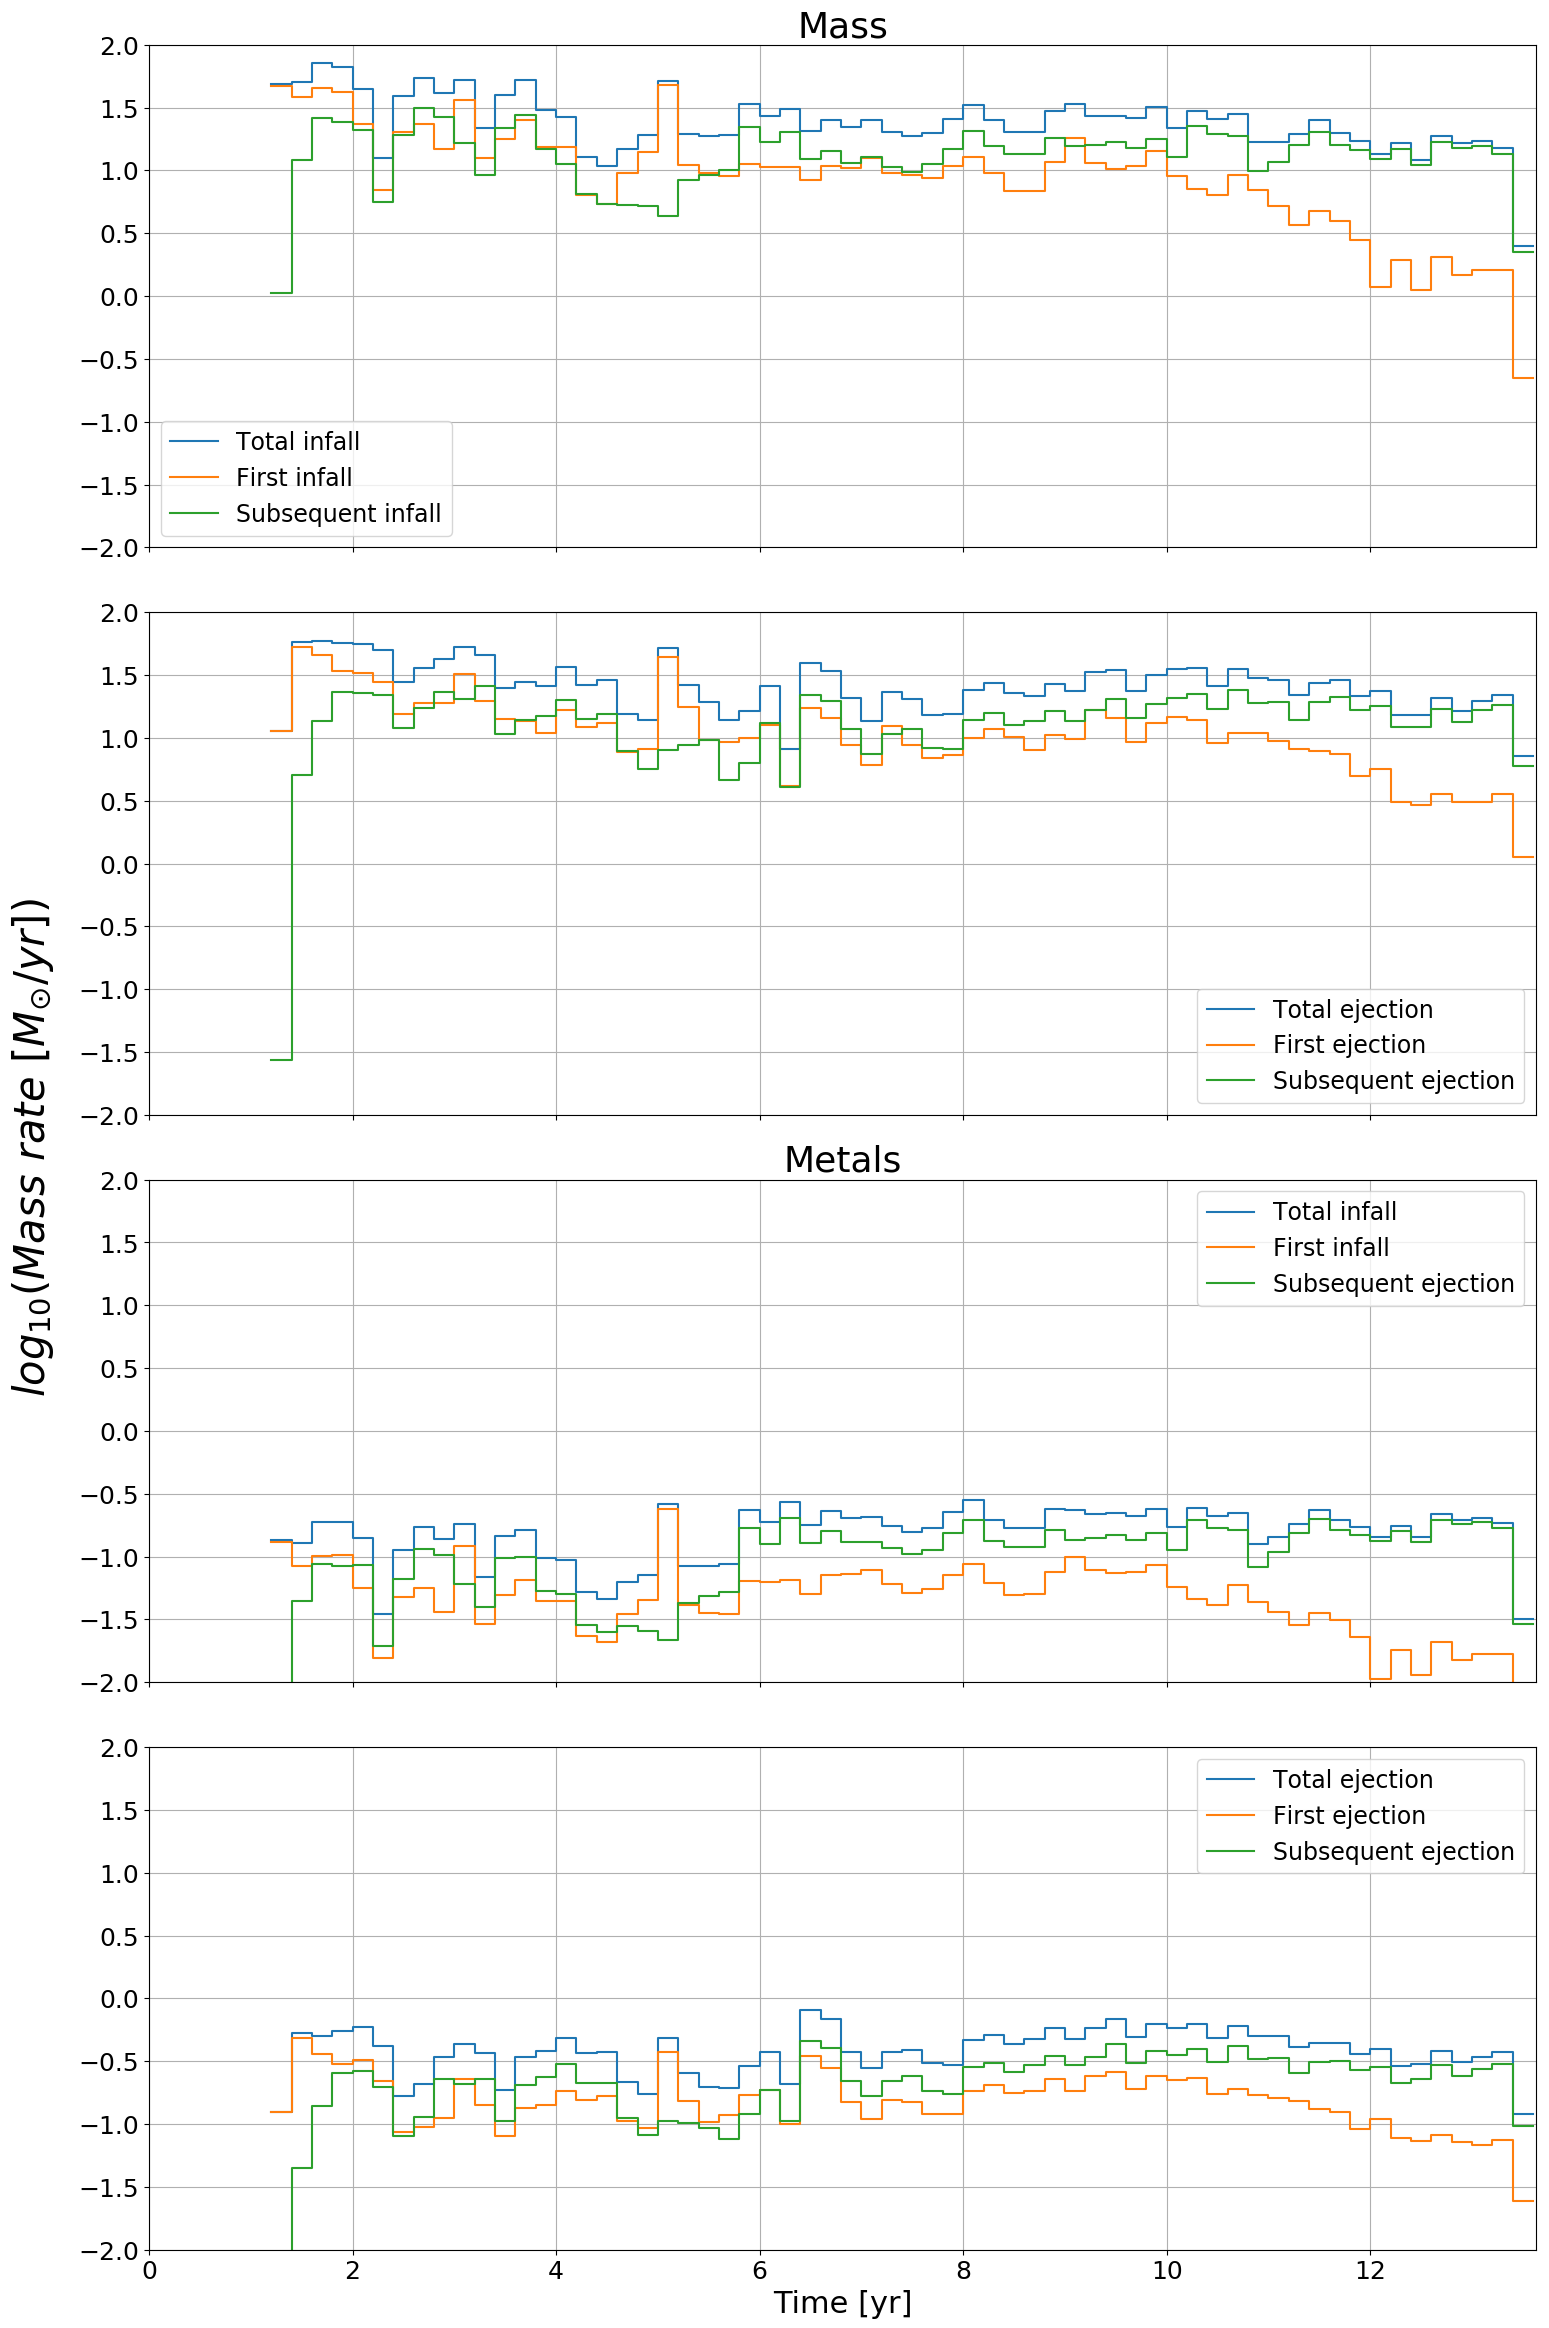 Mass
2.0
1.5
1.0
0.5
0.0
−0.5
−1.0
−1.5
−2.0
Total infall
First infall
Subsequent infall
2.0
1.5
1.0
0.5
0.0
−0.5
−1.0
−1.5
−2.0
Total ejection
First ejection
Subsequent ejection
log₁₀(Mass rate [M⊙/yr])
Metals
2.0
1.5
1.0
0.5
0.0
−0.5
−1.0
−1.5
−2.0
Total infall
First infall
Subsequent ejection
2.0
1.5
1.0
0.5
0.0
−0.5
−1.0
−1.5
−2.0
Total ejection
First ejection
Subsequent ejection
0 2 4 6 8 10 12
Time [yr]